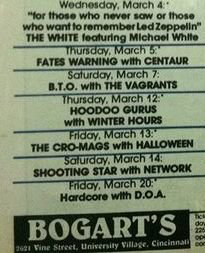 Wednesday, March 4:*
"for those who never saw or those
who want to remember Led Zeppelin"
THE WHITE featuring Michael White
Thursday, March 5:*
FATES WARNING with CENTAUR
Saturday, March 7:
B.T.O. with THE VAGRANTS
Thursday, March 12:*
HOODOO GURUS
with WINTER HOURS
Friday, March 13:*
THE CRO-MAGS with HALLOWEEN
Saturday, March 14:
SHOOTING STAR with NETWORK
Friday, March 20:*
Hardcore with D.O.A.
BOGART'S
2621 Vine Street, University Village, Cincinnati